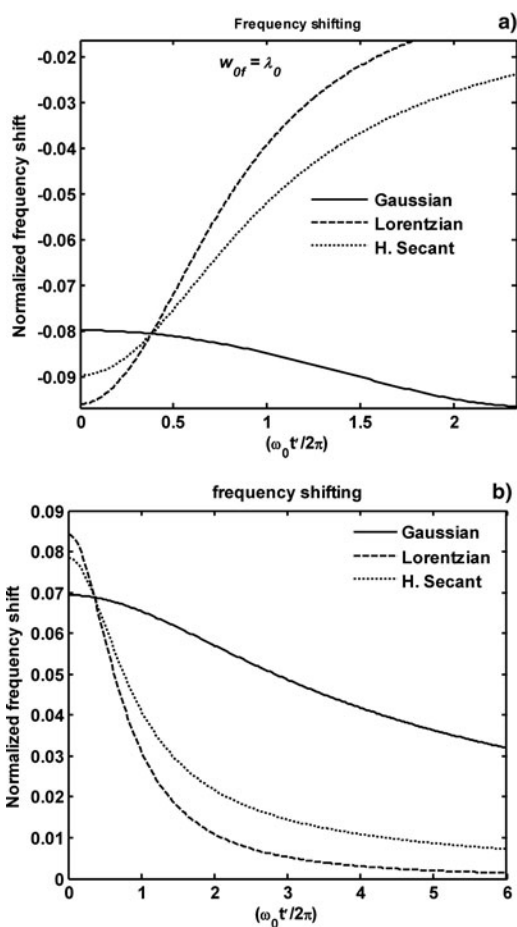 Frequency shifting
a)
w0f = λ0
-0.02
-0.03
-0.04
-0.05
-0.06
-0.07
-0.08
-0.09
Normalized frequency shift
Gaussian
Lorentzian
H. Secant
0
0.5
1
1.5
2
(ω0t'/2π)
frequency shifting
b)
0.09
0.08
0.07
0.06
0.05
0.04
0.03
0.02
0.01
0
Normalized frequency shift
Gaussian
Lorentzian
H. Secant
0
1
2
3
4
5
6
(ω0t'/2π)